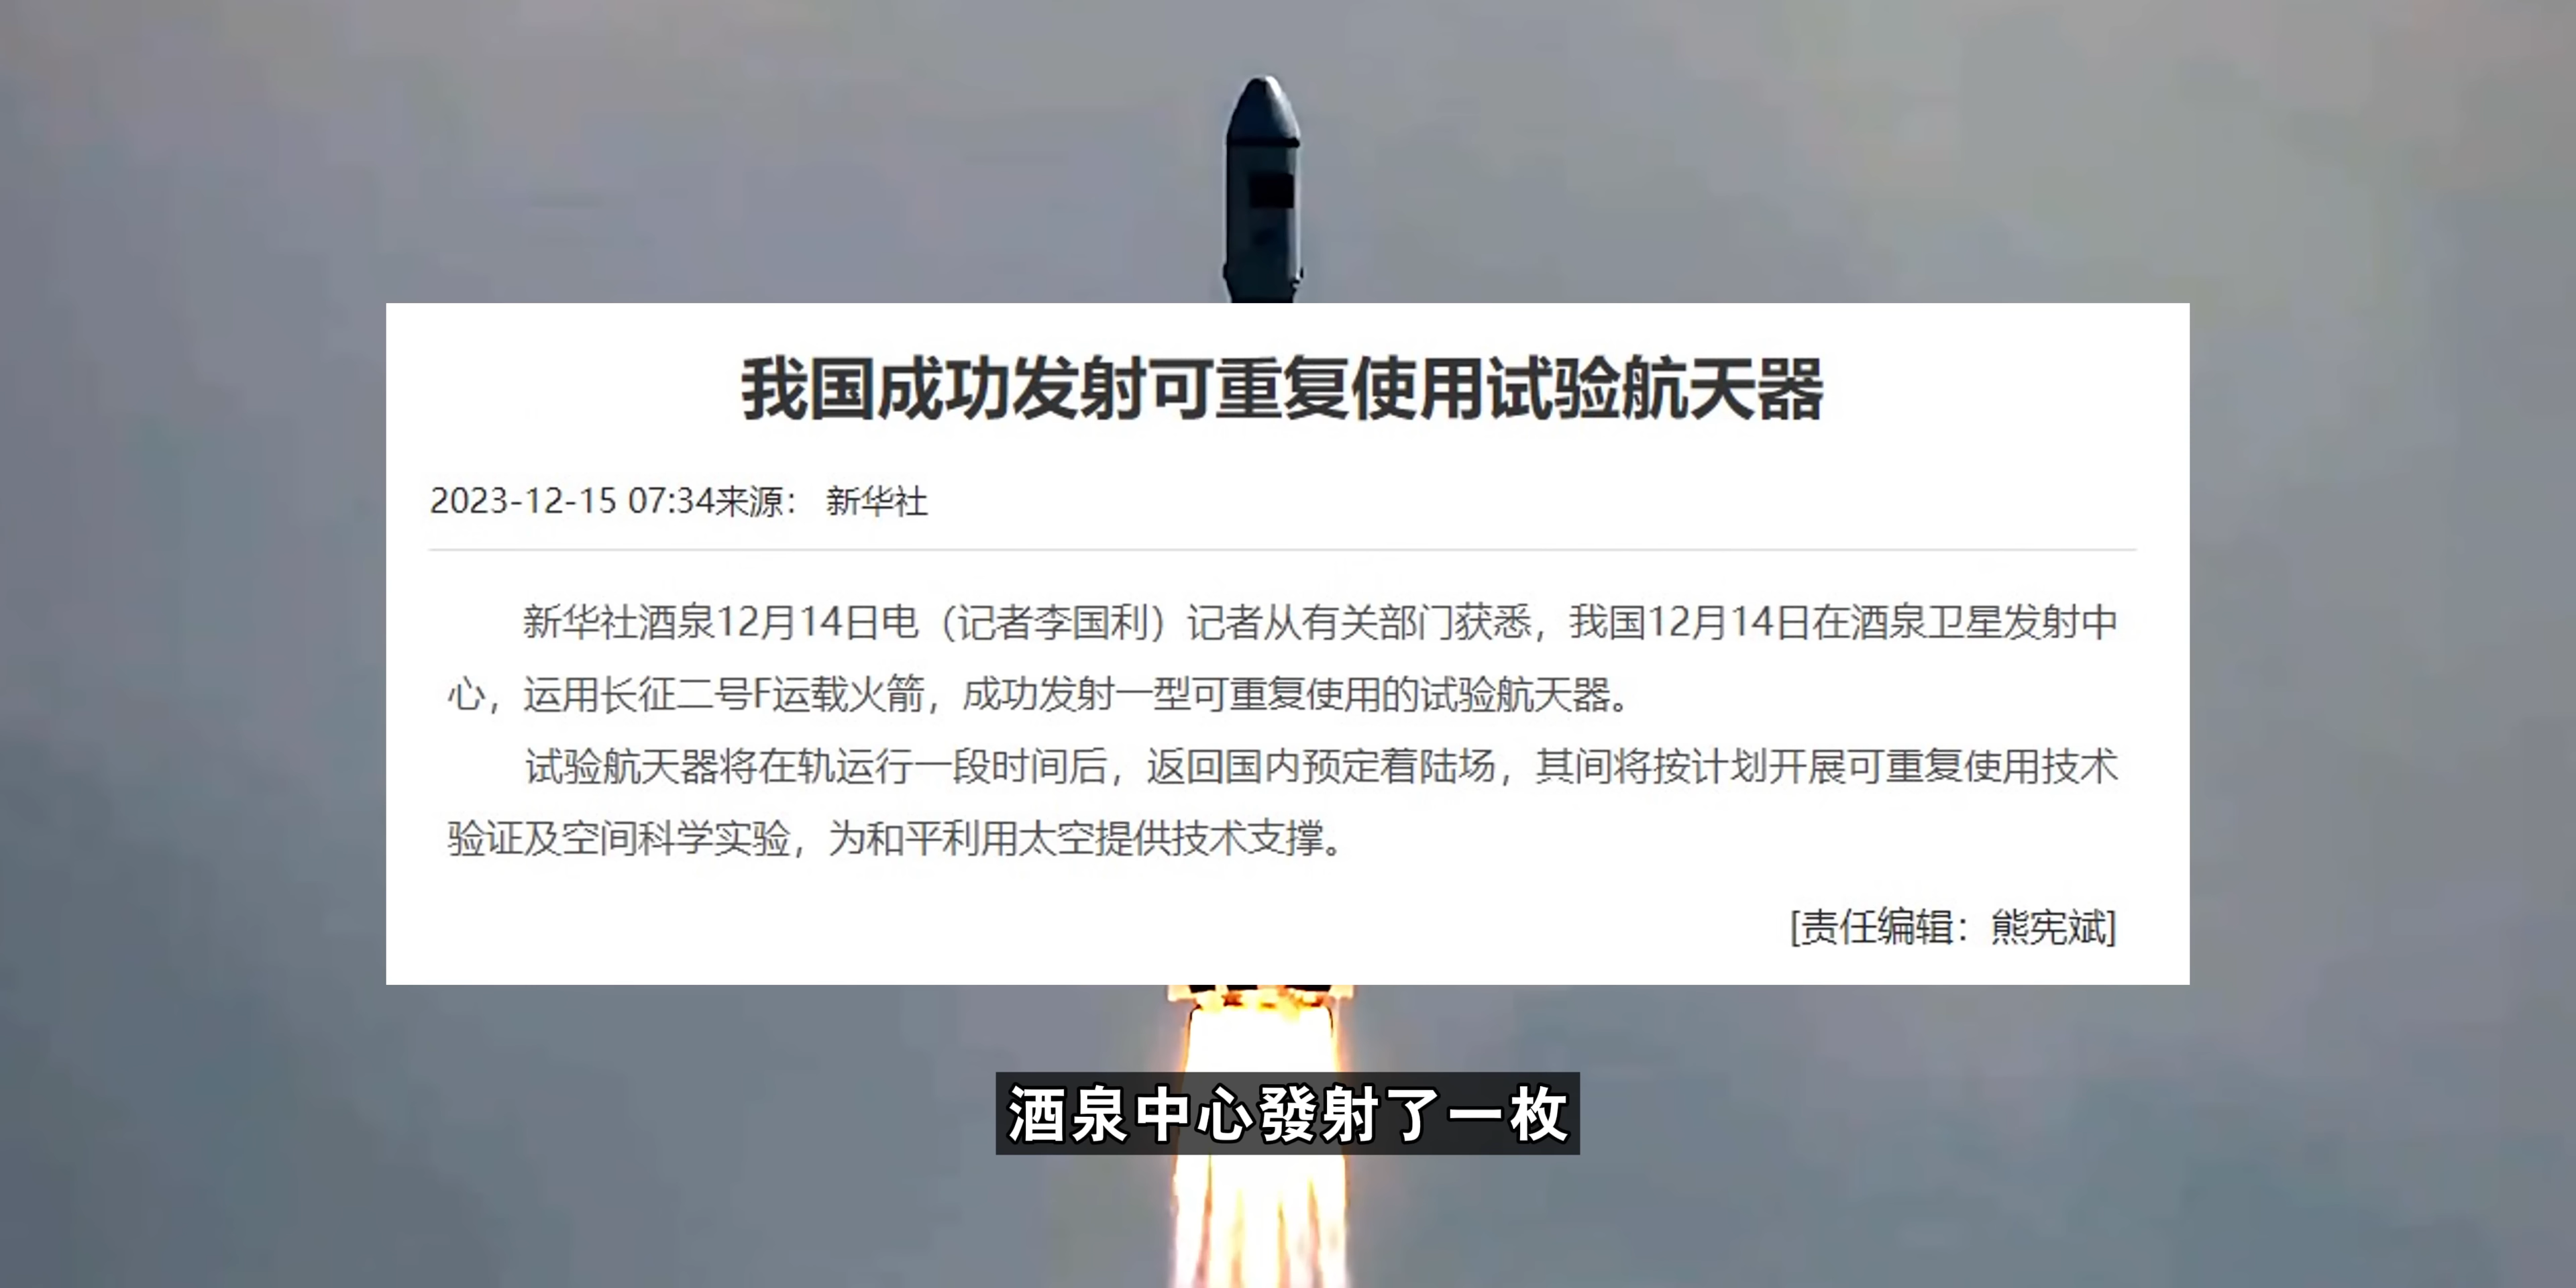 我国成功发射可重复使用试验航天器
2023-12-15 07:34来源： 新华社
新华社酒泉12月14日电（记者李国利）记者从有关部门获悉，我国12月14日在酒泉卫星发射中
心，运用长征二号F运载火箭，成功发射一型可重复使用的试验航天器。
试验航天器将在轨运行一段时间后，返回国内预定着陆场，其间将按计划开展可重复使用技术
验证及空间科学实验，为和平利用太空提供技术支撑。
[责任编辑：熊宪斌]
酒泉中心發射了一枚